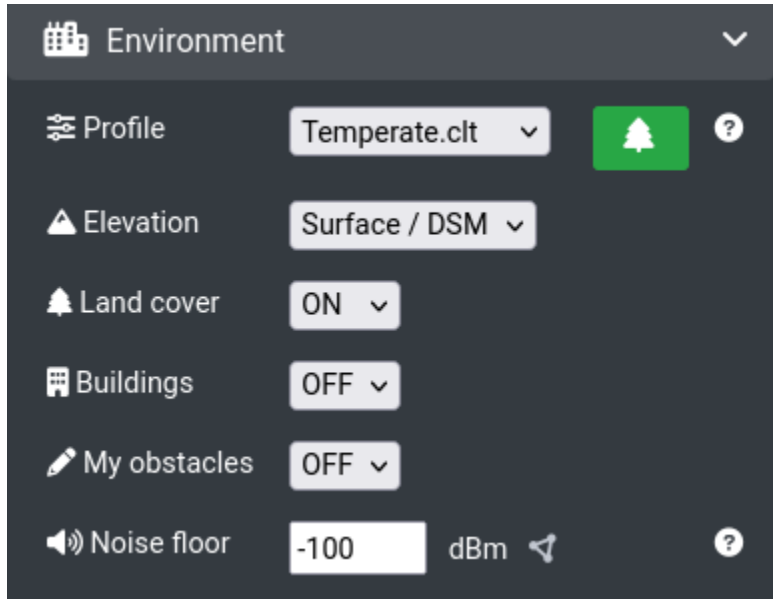 Environment
Profile Temperate.clt ?
Elevation Surface / DSM
Land cover ON
Buildings OFF
My obstacles OFF
Noise floor -100 dBm ?